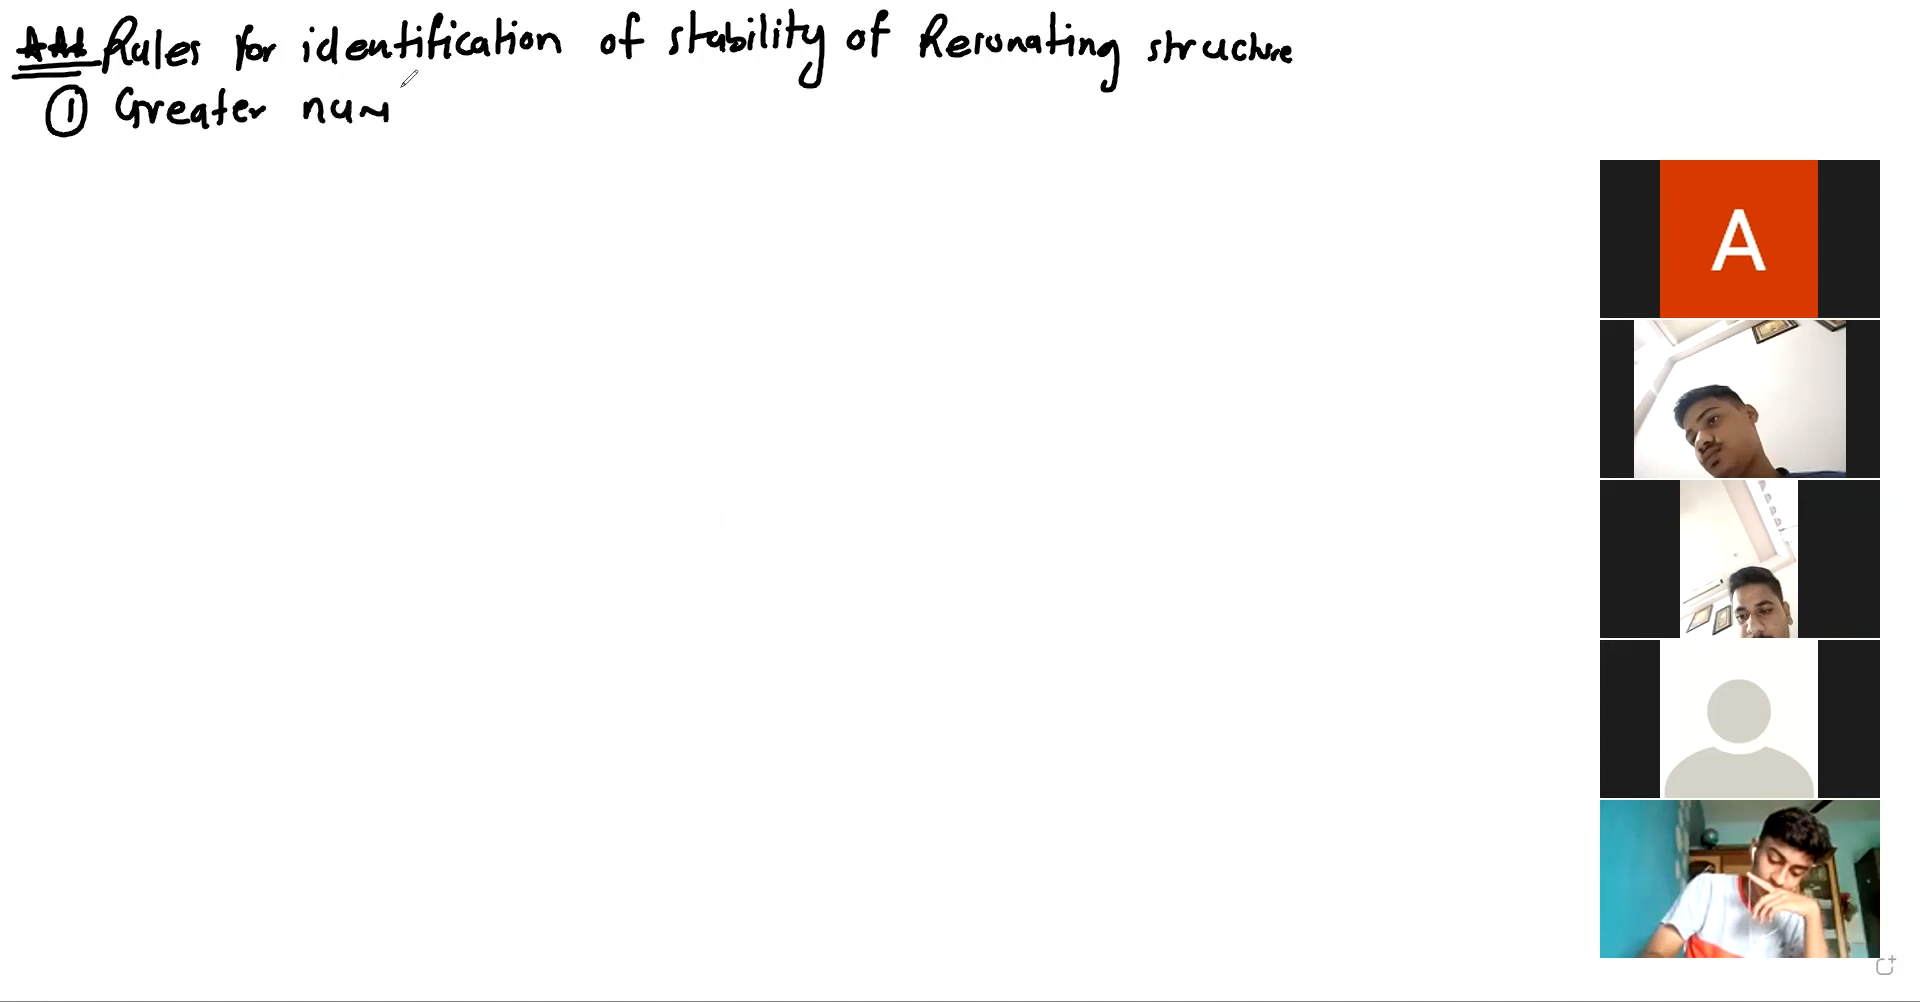 Rules for identification of stability of Resonating structure
① Greater num
A